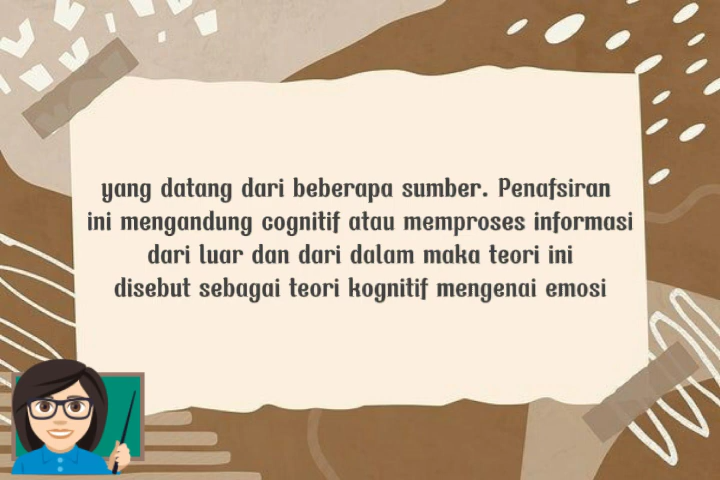 yang datang dari beberapa sumber. Penafsiran
ini mengandung cognitif atau memproses informasi
dari luar dan dari dalam maka teori ini
disebut sebagai teori kognitif mengenai emosi